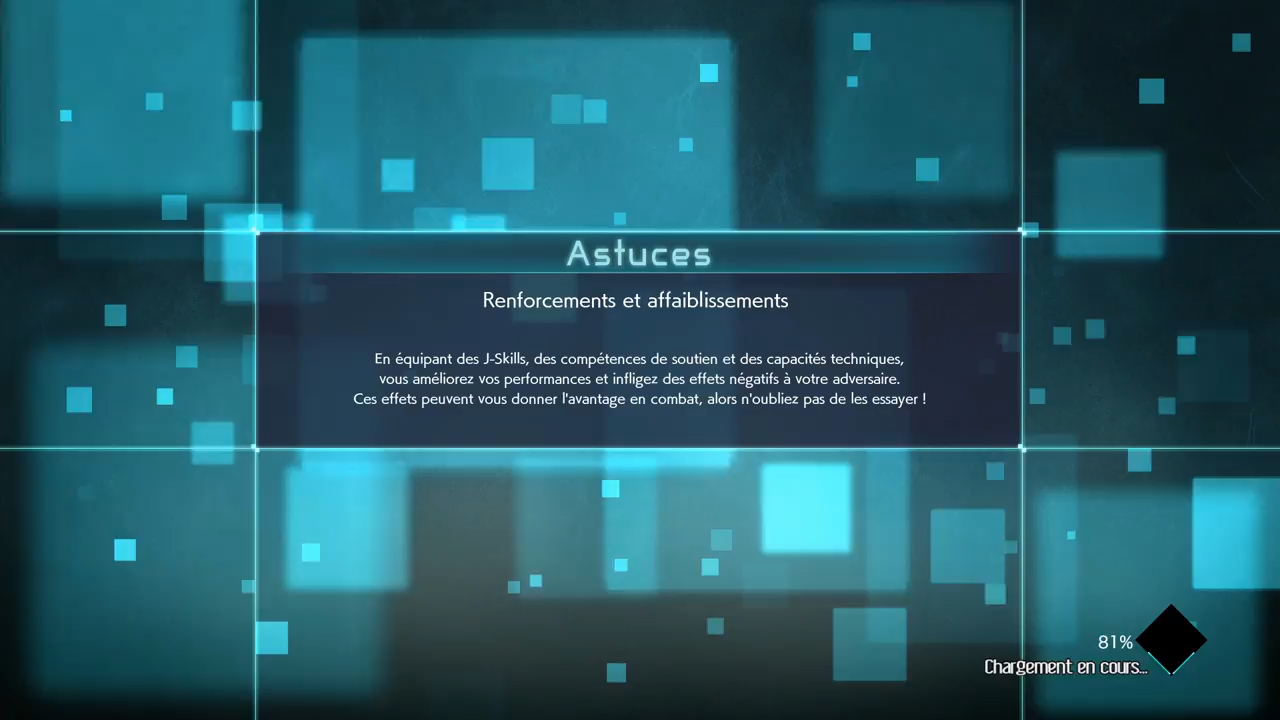 Astuces
Renforcements et affaiblissements
En équipant des J-Skills, des compétences de soutien et des capacités techniques,
vous améliorez vos performances et infligez des effets négatifs à votre adversaire.
Ces effets peuvent vous donner l'avantage en combat, alors n'oubliez pas de les essayer !
81%
Chargement en cours...